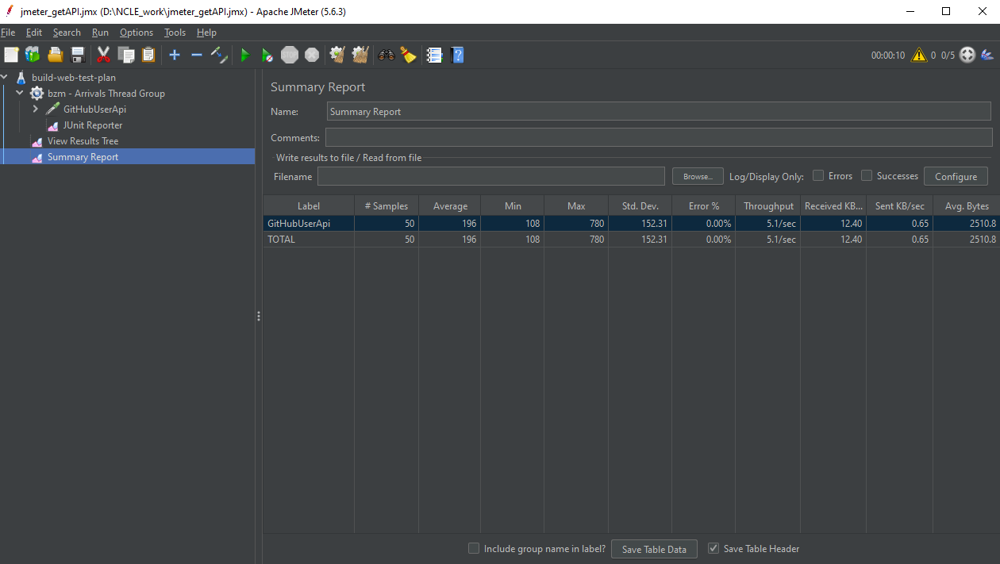 jmeter_getAPI.jmx (D:\NCLE_work\jmeter_getAPI.jmx) - Apache JMeter (5.6.3)
File Edit Search Run Options Tools Help
00:00:10 0 0/5
build-web-test-plan
bzm - Arrivals Thread Group
GitHubUserApi
JUnit Reporter
View Results Tree
Summary Report
Summary Report
Name: Summary Report
Comments:
Write results to file / Read from file
Filename Browse... Log/Display Only: Errors Successes Configure
Label # Samples Average Min Max Std. Dev. Error % Throughput Received KB... Sent KB/sec Avg. Bytes
GitHubUserApi 50 196 108 780 152.31 0.00% 5.1/sec 12.40 0.65 2510.8
TOTAL 50 196 108 780 152.31 0.00% 5.1/sec 12.40 0.65 2510.8
Include group name in label? Save Table Data Save Table Header